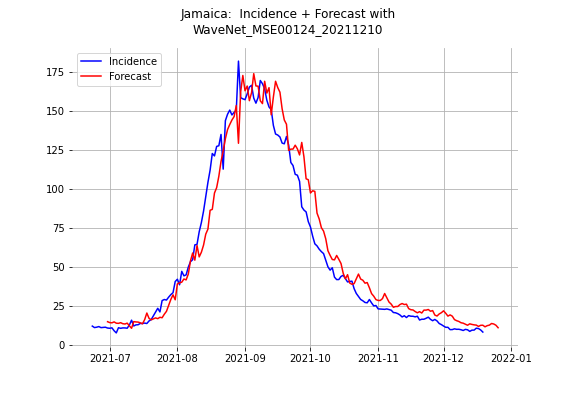 Jamaica:  Incidence + Forecast with
WaveNet_MSE00124_20211210
Incidence
Forecast
175
150
125
100
75
50
25
0
2021-07 2021-08 2021-09 2021-10 2021-11 2021-12 2022-01